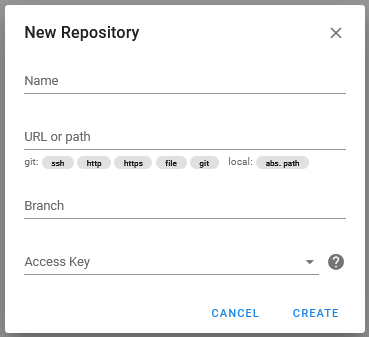 New Repository
Name
URL or path
git: ssh http https file git local: abs. path
Branch
Access Key
CANCEL CREATE